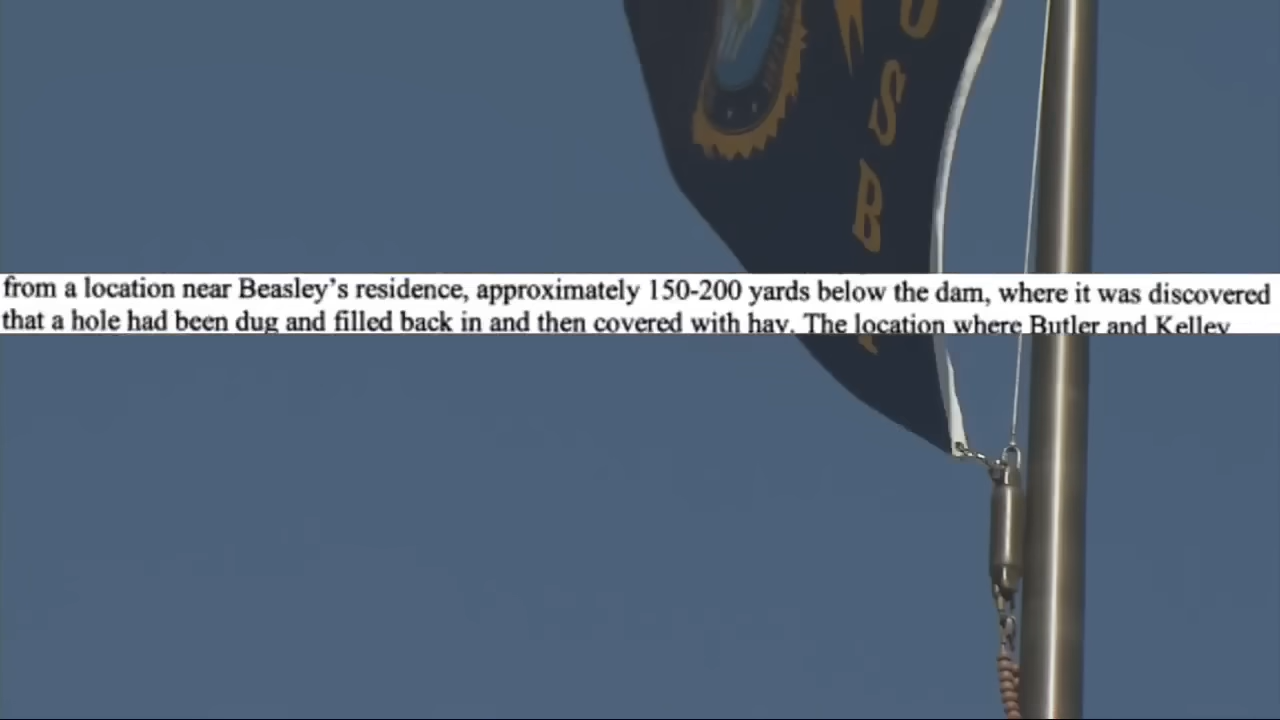 U
S
B
from a location near Beasley’s residence, approximately 150-200 yards below the dam, where it was discovered
that a hole had been dug and filled back in and then covered with hay. The location where Butler and Kelley